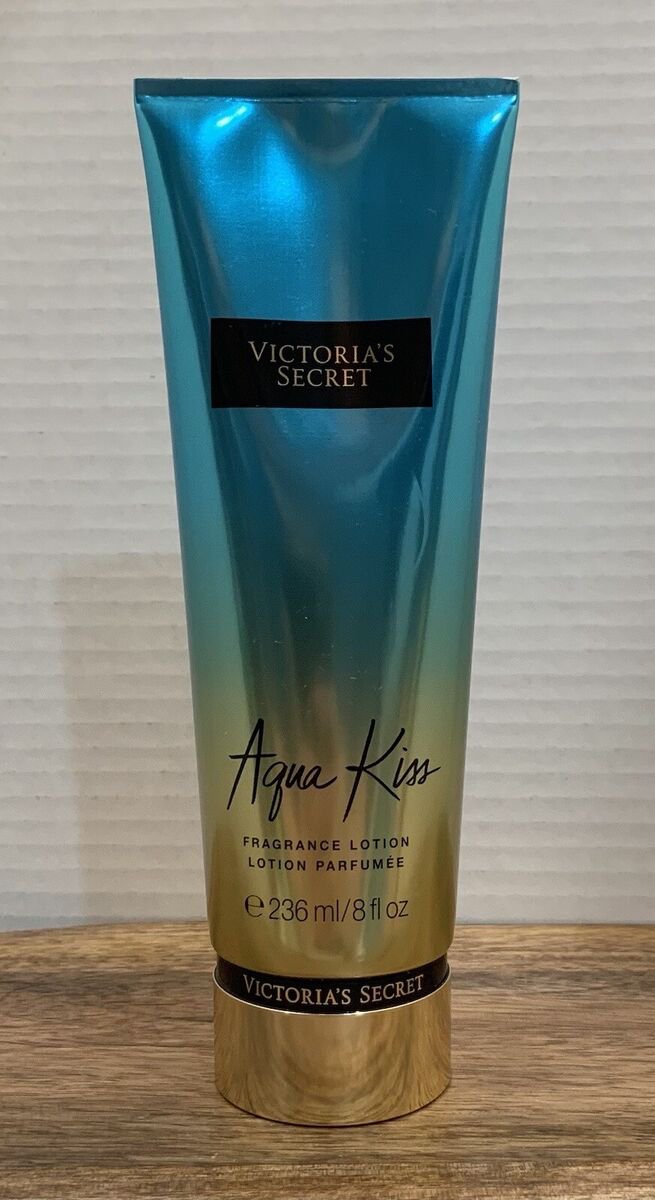 VICTORIA'S
SECRET
Aqua Kiss
FRAGRANCE LOTION
LOTION PARFUMÉE
℮ 236 ml/8 fl oz
VICTORIA'S SECRET